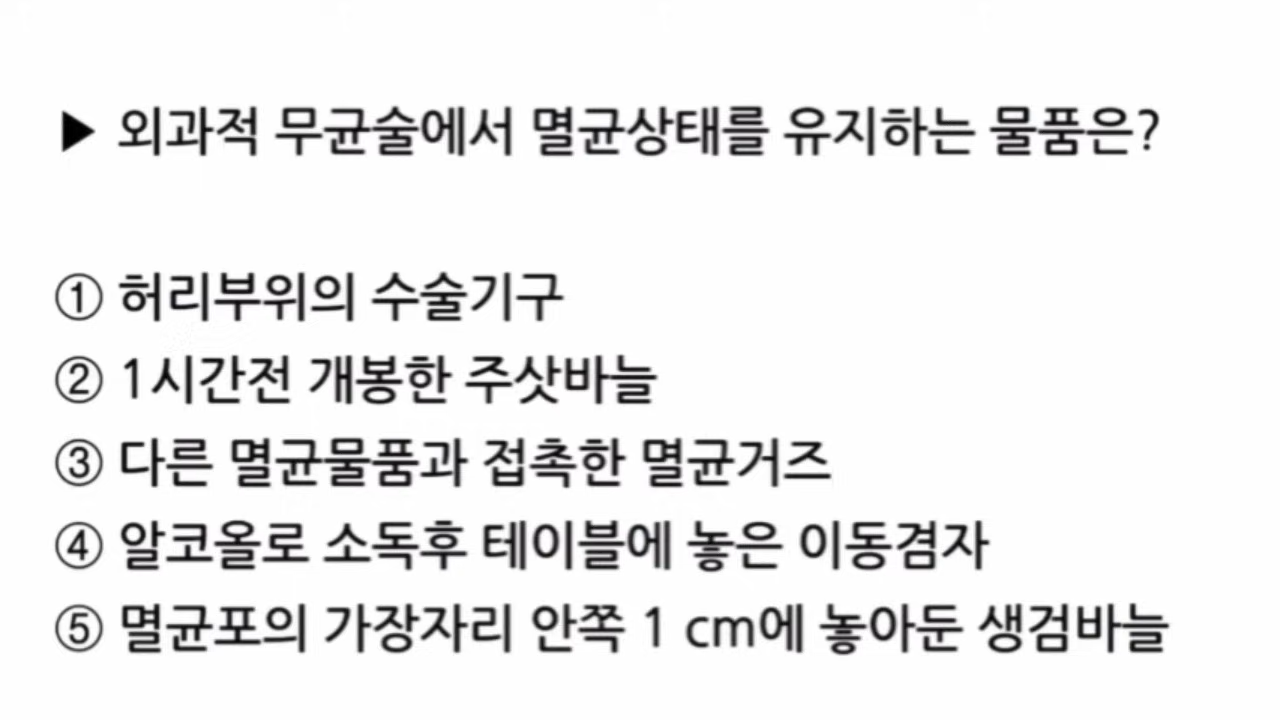 ▶ 외과적 무균술에서 멸균상태를 유지하는 물품은?
① 허리부위의 수술기구
② 1시간전 개봉한 주삿바늘
③ 다른 멸균물품과 접촉한 멸균거즈
④ 알코올로 소독후 테이블에 놓은 이동겸자
⑤ 멸균포의 가장자리 안쪽 1 cm에 놓아둔 생검바늘